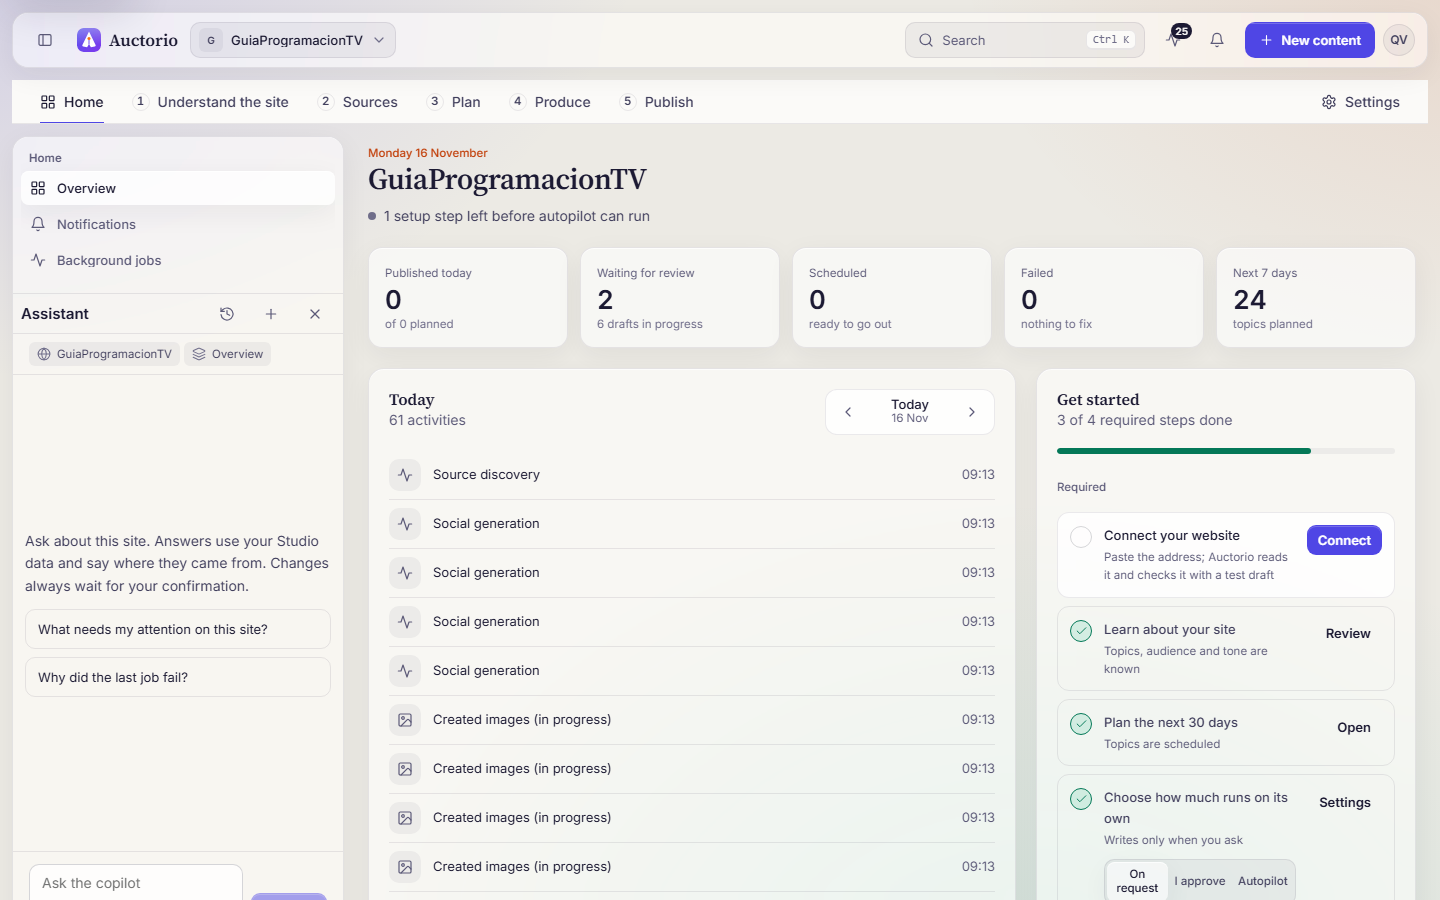 Auctorio
G GuiaProgramacionTV
Search
Ctrl K
25
New content
QV
Home
1 Understand the site
2 Sources
3 Plan
4 Produce
5 Publish
Settings
Home
Overview
Notifications
Background jobs
Assistant
GuiaProgramacionTV
Overview
Ask about this site. Answers use your Studio
data and say where they came from. Changes
always wait for your confirmation.
What needs my attention on this site?
Why did the last job fail?
Ask the copilot
Monday 16 November
GuiaProgramacionTV
1 setup step left before autopilot can run
Published today
0
of 0 planned
Waiting for review
2
6 drafts in progress
Scheduled
0
ready to go out
Failed
0
nothing to fix
Next 7 days
24
topics planned
Today
61 activities
Today
16 Nov
Source discovery 09:13
Social generation 09:13
Social generation 09:13
Social generation 09:13
Social generation 09:13
Created images (in progress) 09:13
Created images (in progress) 09:13
Created images (in progress) 09:13
Created images (in progress) 09:13
Get started
3 of 4 required steps done
Required
Connect your website
Paste the address; Auctorio reads
it and checks it with a test draft
Connect
Learn about your site
Topics, audience and tone are
known
Review
Plan the next 30 days
Topics are scheduled
Open
Choose how much runs on its
own
Writes only when you ask
Settings
On
request
I approve
Autopilot